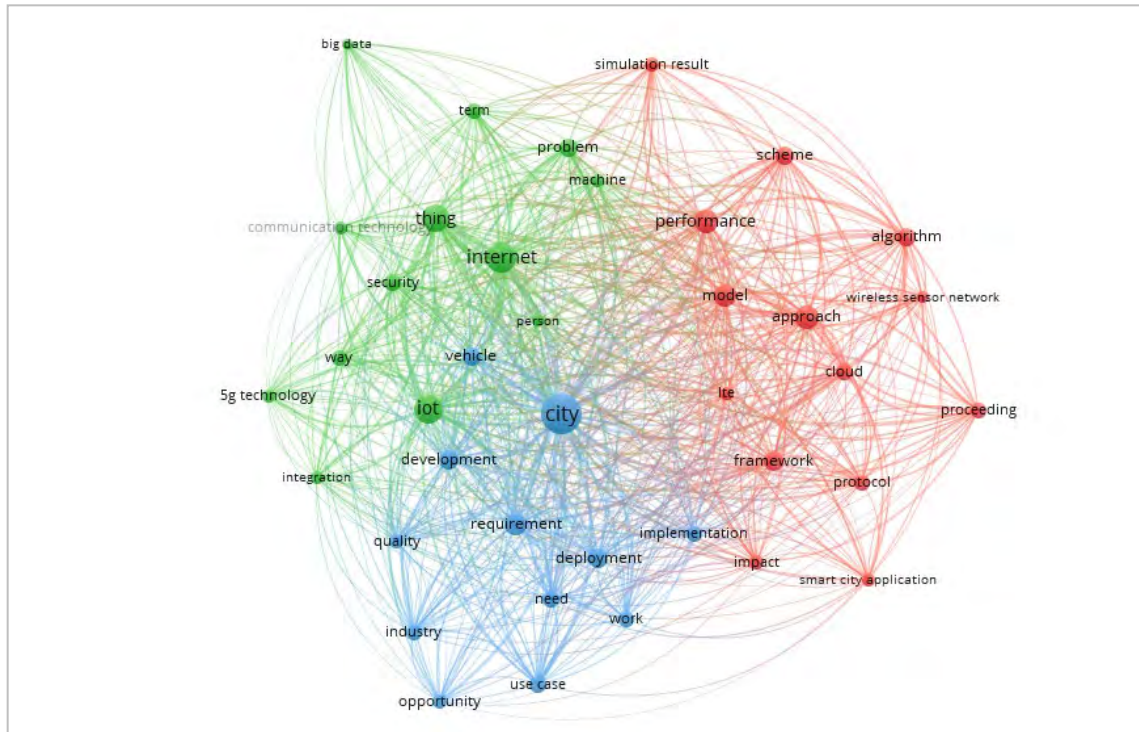 big data
simulation result
term
problem
scheme
machine
thing
performance
communication technology
algorithm
internet
security
model
wireless sensor network
approach
person
vehicle
way
cloud
5g technology
lte
iot
city
proceeding
development
framework
integration
protocol
requirement
implementation
quality
deployment
impact
smart city application
need
work
industry
use case
opportunity